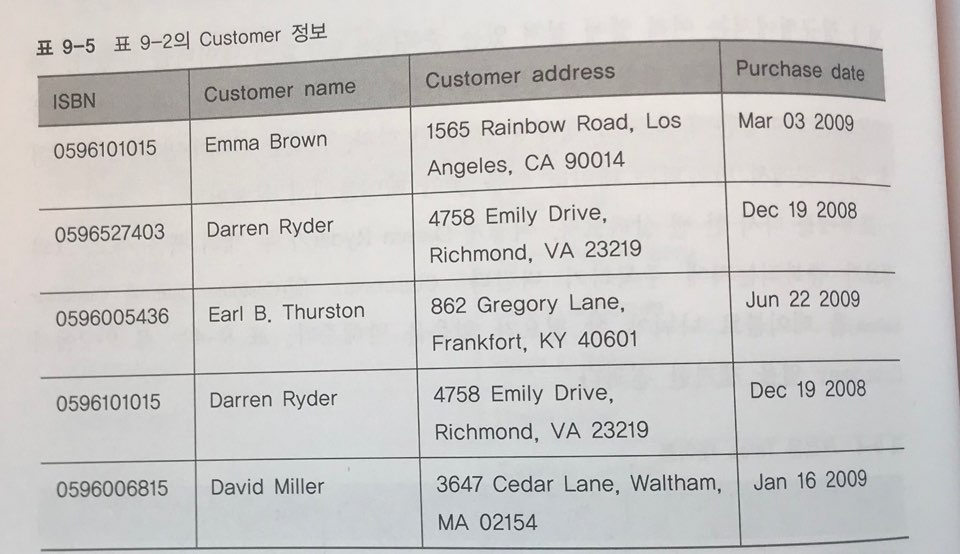 표 9-5 표 9-2의 Customer 정보
ISBN Customer name Customer address Purchase date
0596101015 Emma Brown 1565 Rainbow Road, Los Mar 03 2009
Angeles, CA 90014
0596527403 Darren Ryder 4758 Emily Drive, Dec 19 2008
Richmond, VA 23219
0596005436 Earl B. Thurston 862 Gregory Lane, Jun 22 2009
Frankfort, KY 40601
0596101015 Darren Ryder 4758 Emily Drive, Dec 19 2008
Richmond, VA 23219
0596006815 David Miller 3647 Cedar Lane, Waltham, Jan 16 2009
MA 02154